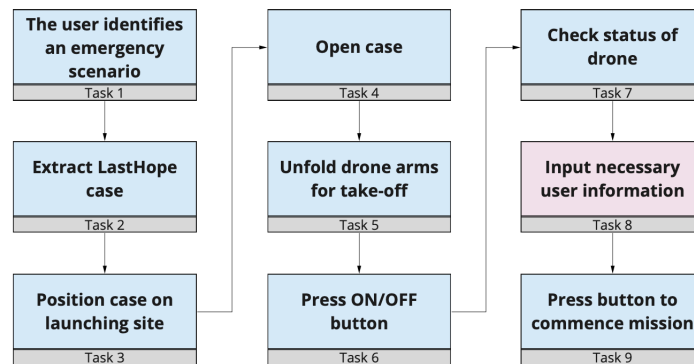 The user identifies
an emergency
scenario
Task 1
Extract LastHope
case
Task 2
Position case on
launching site
Task 3
Open case
Task 4
Unfold drone arms
for take-off
Task 5
Press ON/OFF
button
Task 6
Check status of
drone
Task 7
Input necessary
user information
Task 8
Press button to
commence mission
Task 9